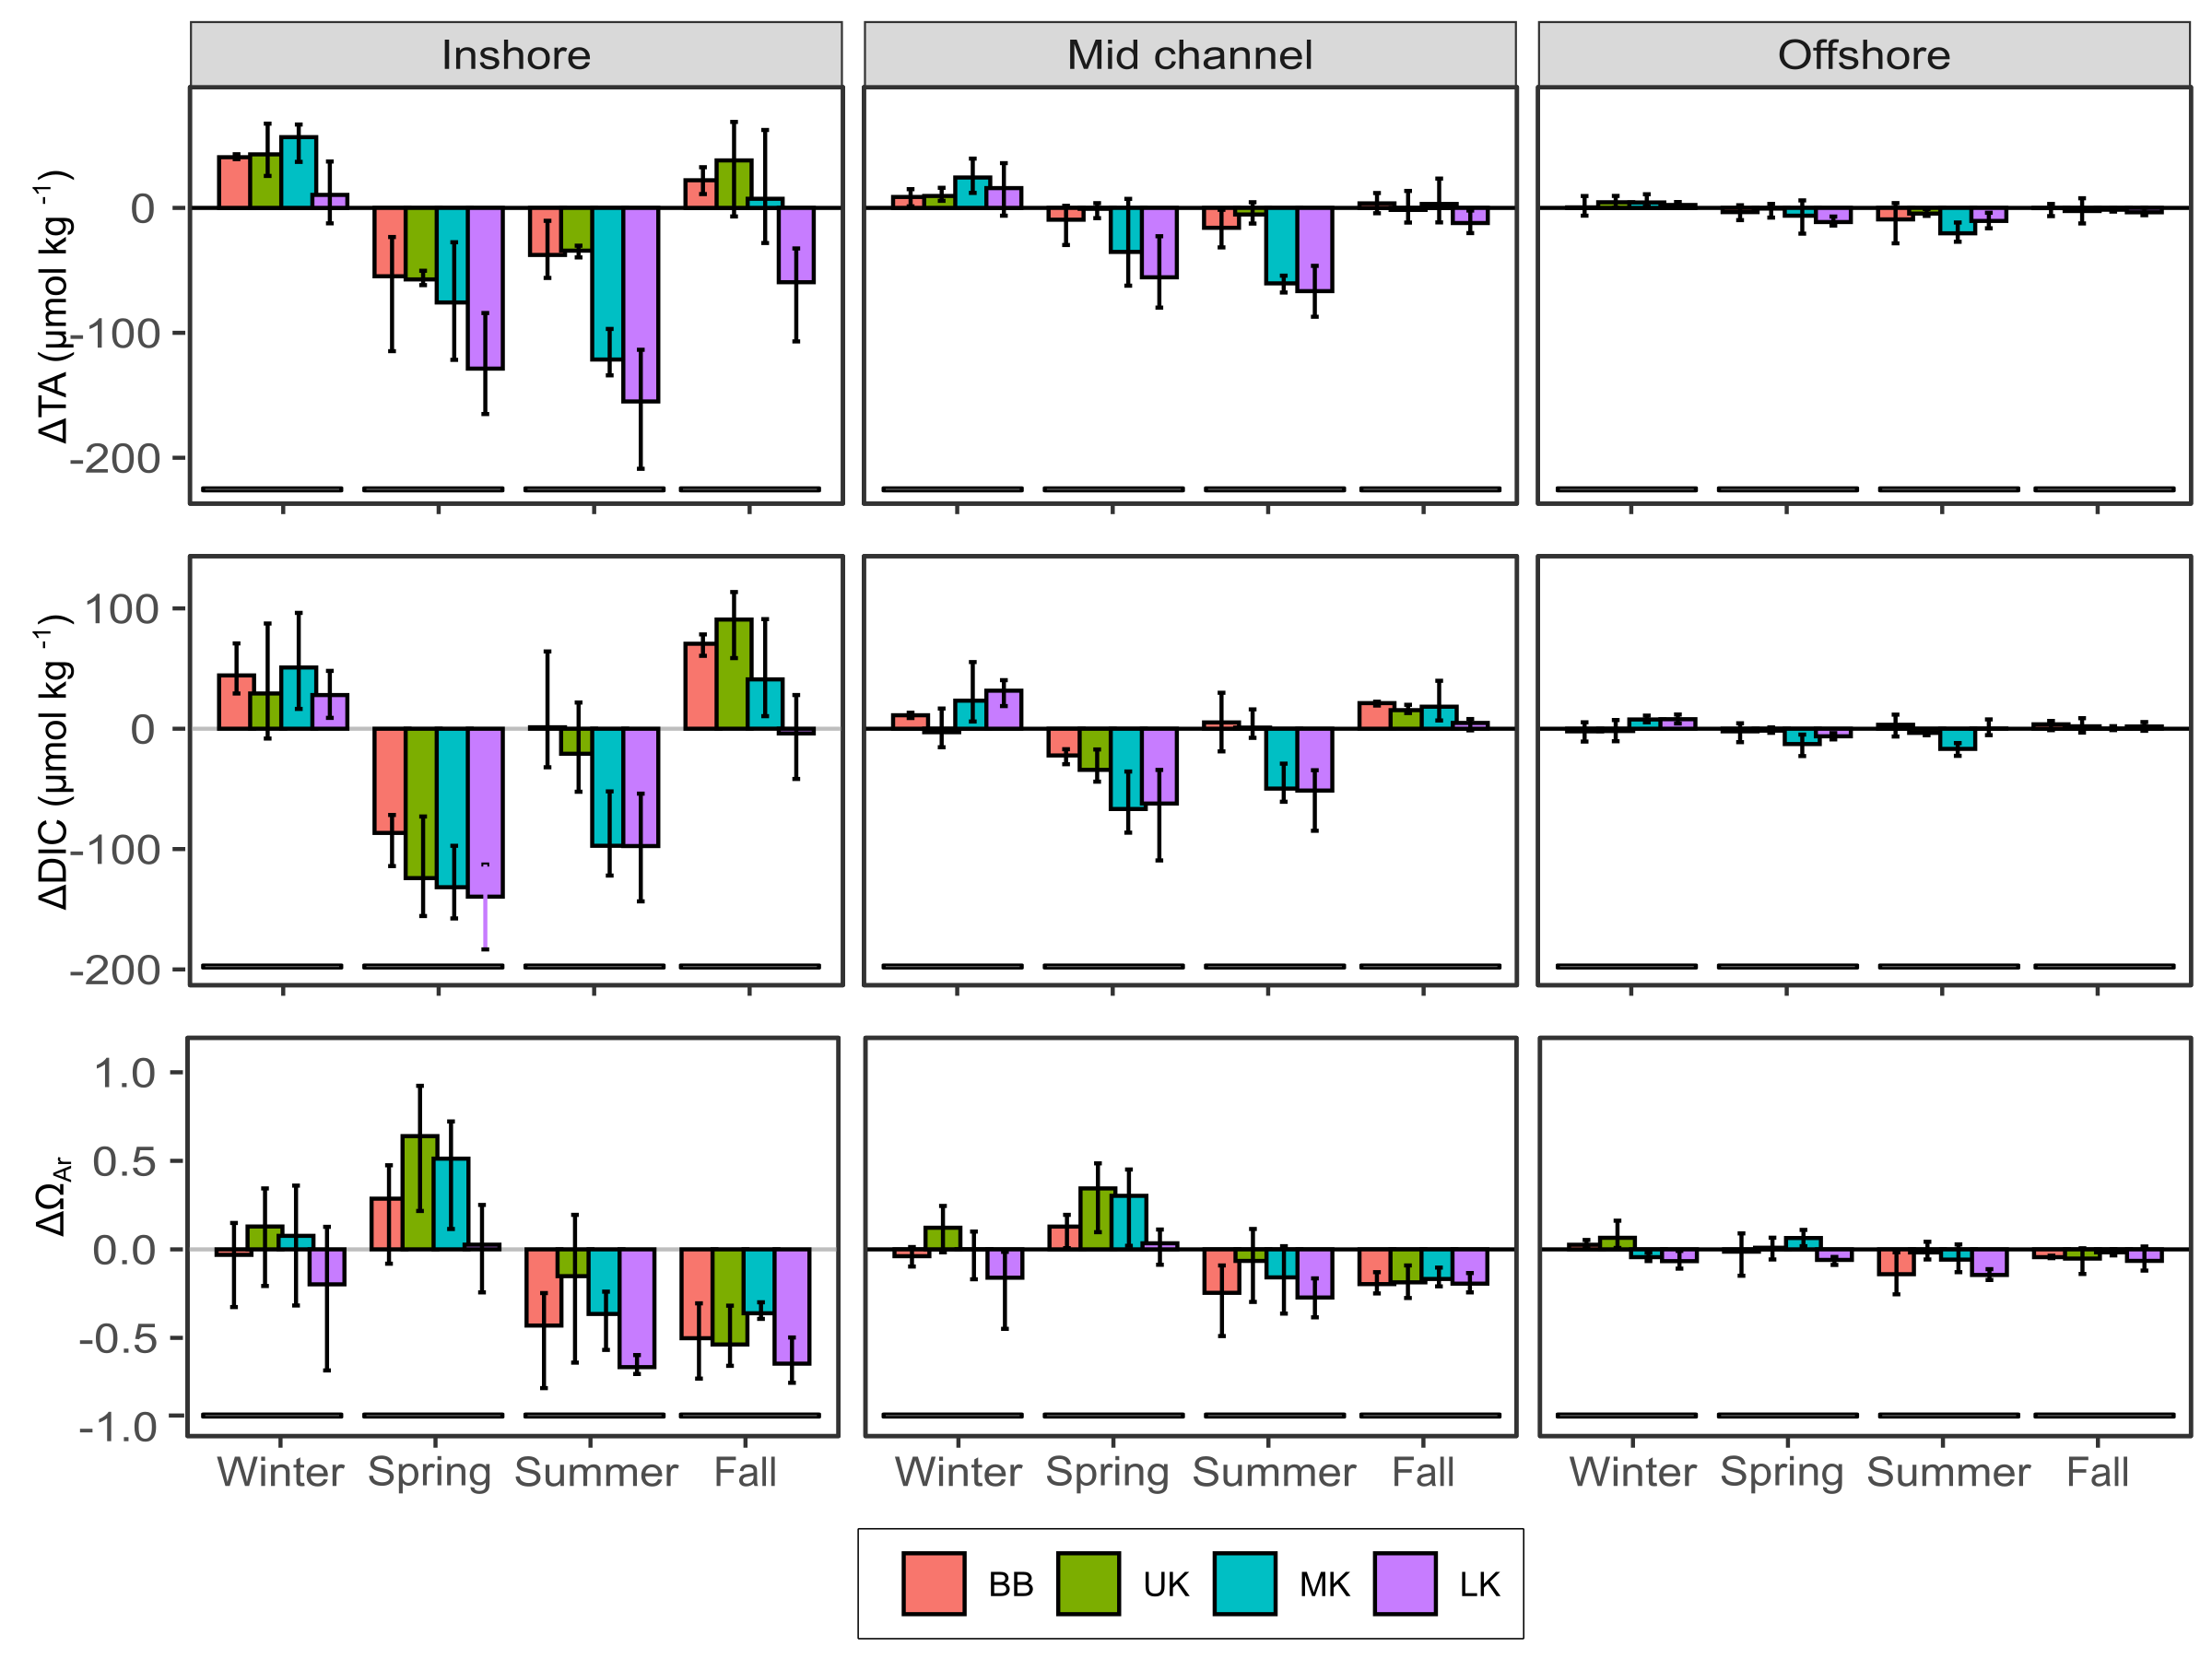 Inshore Mid channel Offshore
ΔTA (µmol kg -1)
0
-100
-200
ΔDIC (µmol kg -1)
100
0
-100
-200
ΔΩAr
1.0
0.5
0.0
-0.5
-1.0
Winter Spring Summer Fall Winter Spring Summer Fall Winter Spring Summer Fall
BB UK MK LK